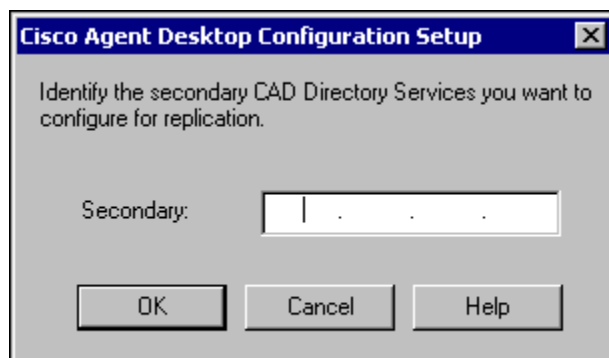 Cisco Agent Desktop Configuration Setup
Identify the secondary CAD Directory Services you want to
configure for replication.
Secondary: . . .
OK Cancel Help